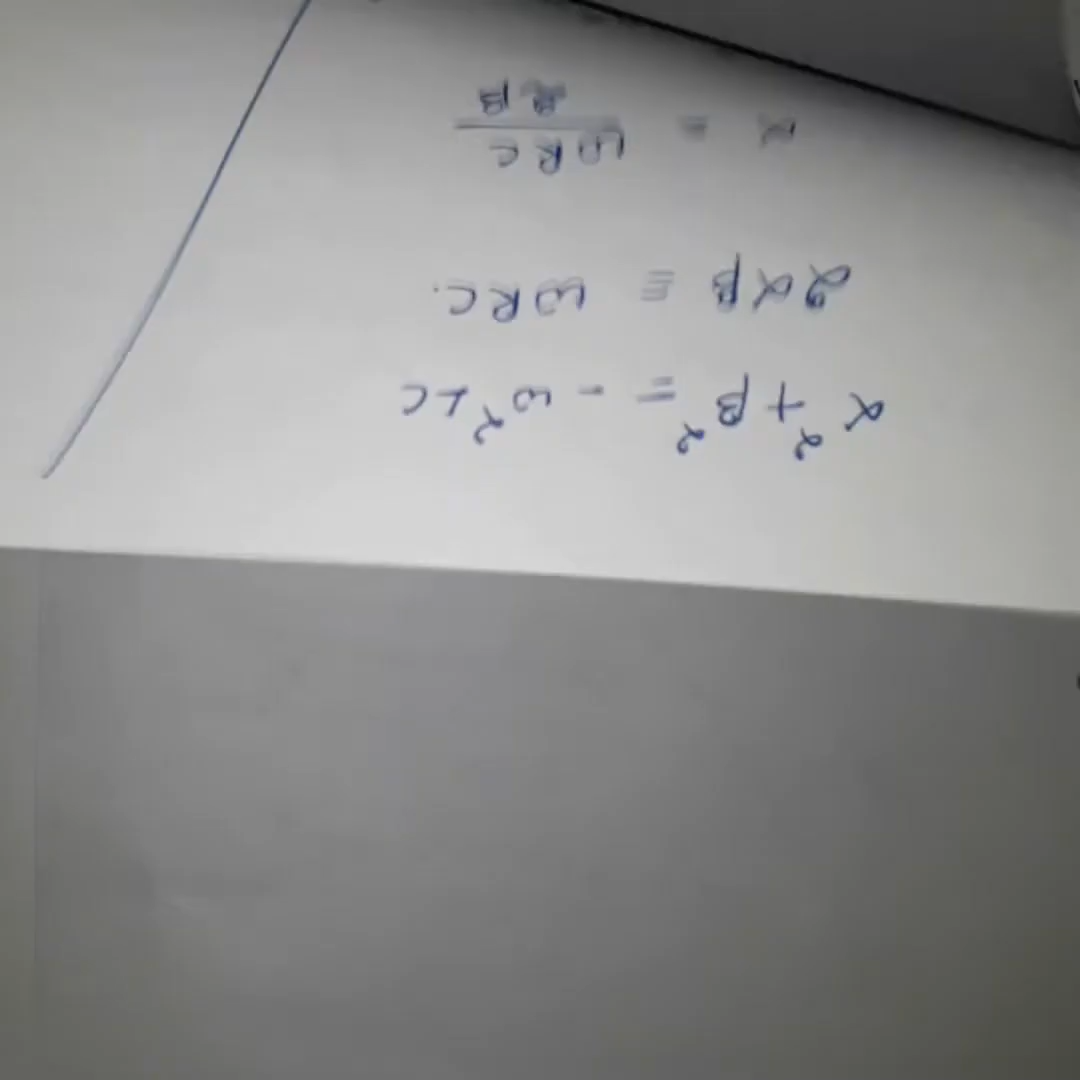 α² + β² = - ω²LC
2αβ = ωRC.
α = ωRC
2β